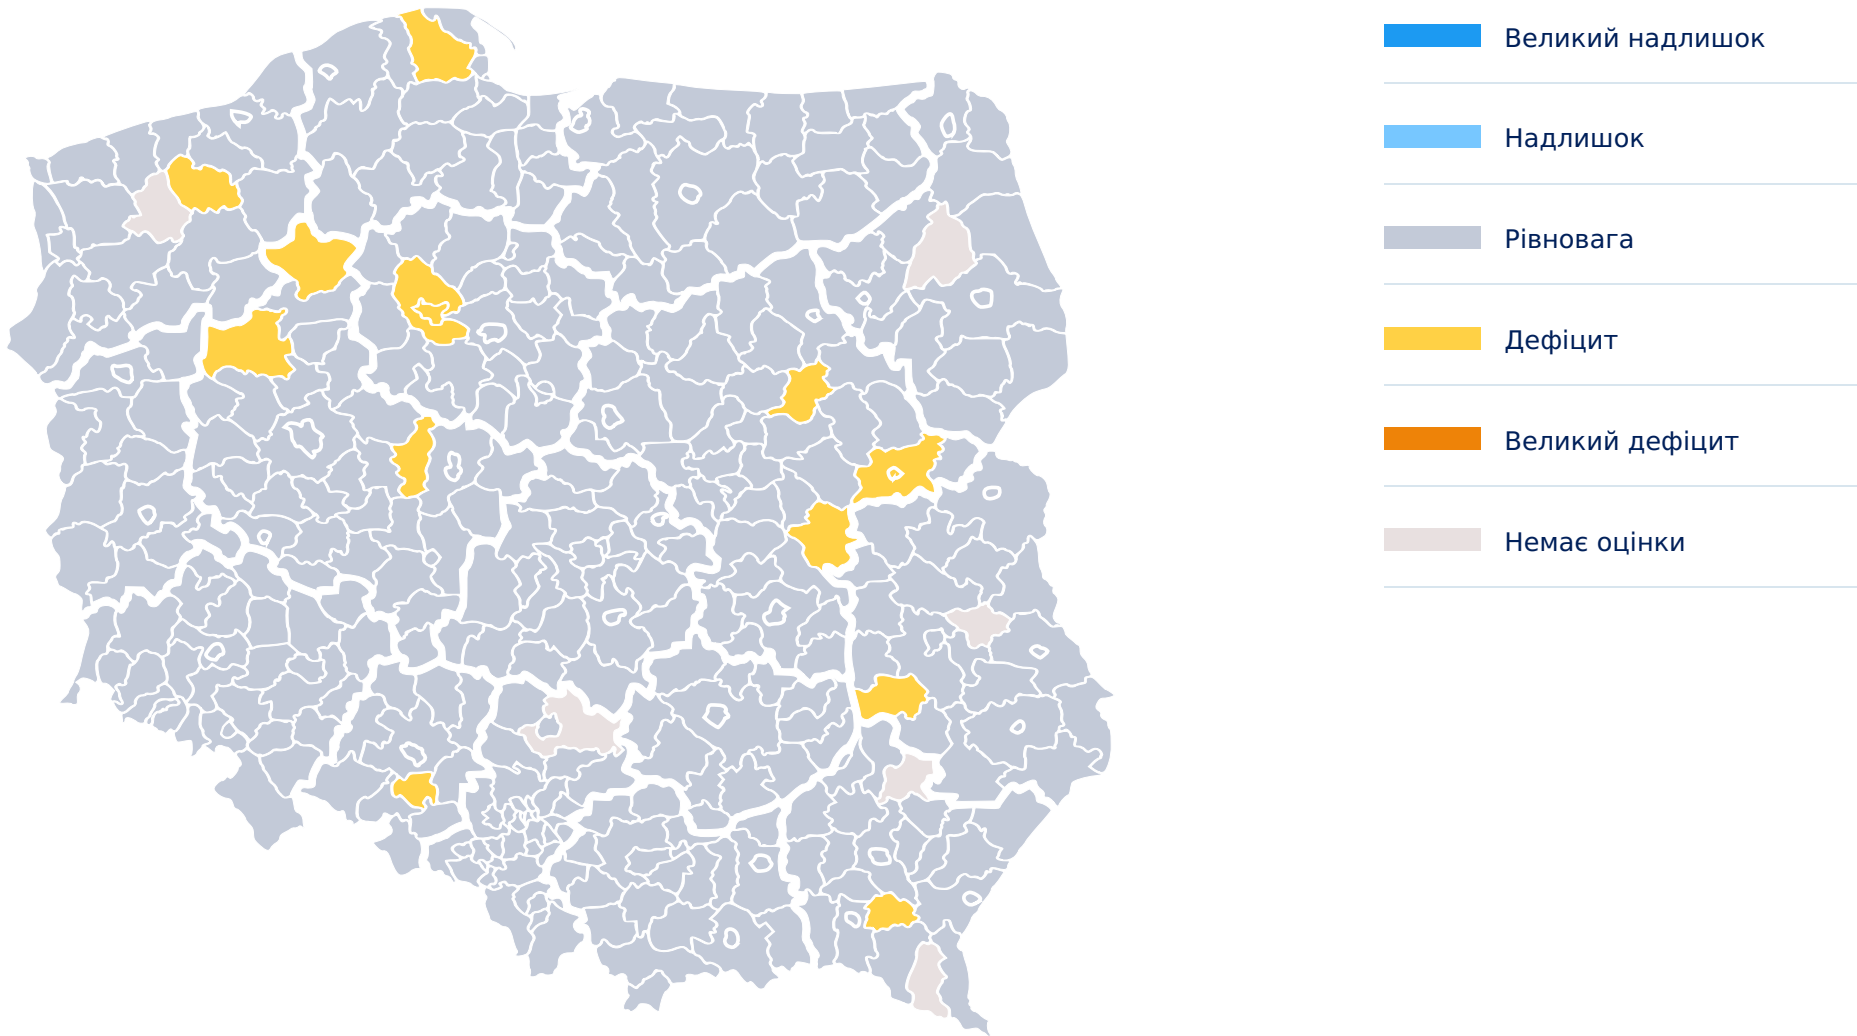 Великий надлишок
Надлишок
Рівновага
Дефіцит
Великий дефіцит
Немає оцінки